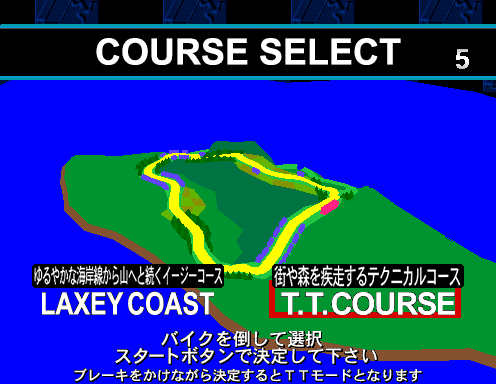 COURSE SELECT
5
ゆるやかな海岸線から山へと続くイージーコース
街や森を疾走するテクニカルコース
LAXEY COAST
T.T. COURSE
バイクを倒して選択
スタートボタンで決定して下さい
ブレーキをかけながら決定するとTTモードとなります